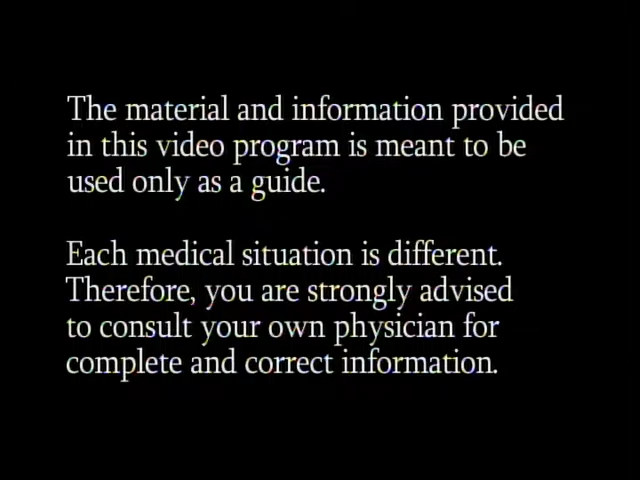 The material and information provided
in this video program is meant to be
used only as a guide.
Each medical situation is different.
Therefore, you are strongly advised
to consult your own physician for
complete and correct information.